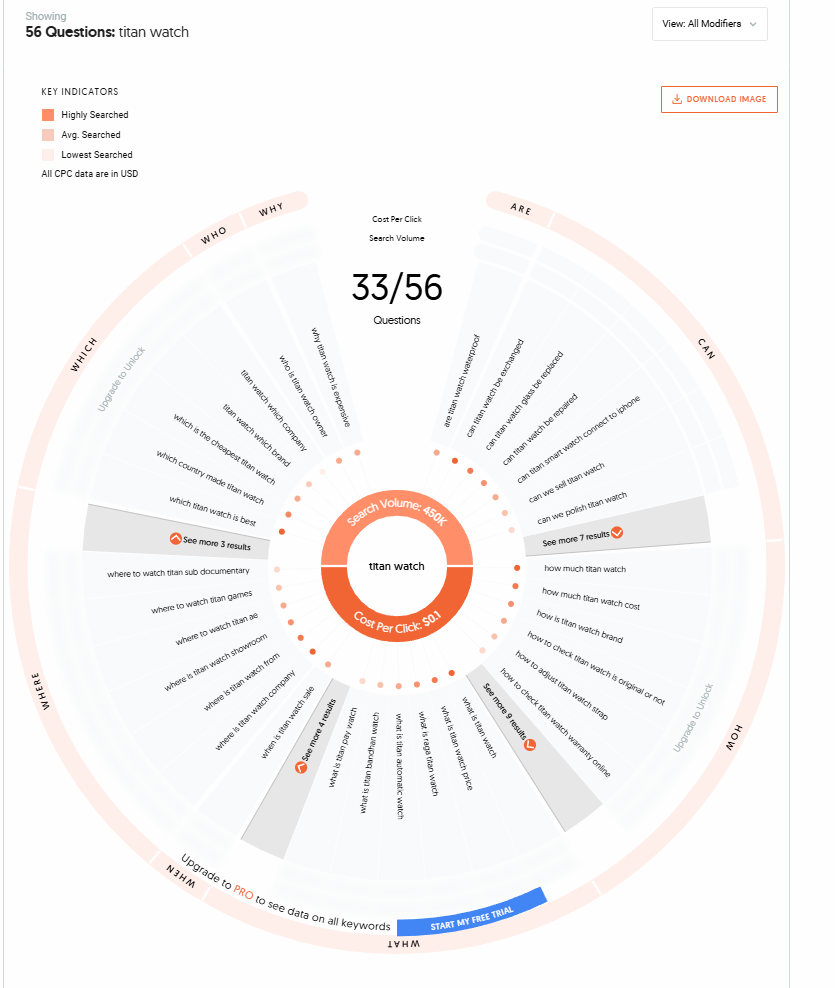 Showing
56 Questions: titan watch
View: All Modifiers
KEY INDICATORS
Highly Searched
Avg. Searched
Lowest Searched
All CPC data are in USD
DOWNLOAD IMAGE
Cost Per Click
Search Volume
33/56
Questions
ARE
are titan watch waterproof
CAN
can titan watch be exchanged
can titan watch glass be replaced
can titan watch be repaired
can titan smart watch connect to iphone
can we sell titan watch
can we polish titan watch
See more 7 results
HOW
how much titan watch
how much titan watch cost
how is titan watch brand
how to check titan watch is original or not
how to adjust titan watch strap
how to check titan watch warranty online
See more 9 results
Upgrade to Unlock
WHAT
what is titan watch
what is titan watch price
what is raga titan watch
what is titan automatic watch
what is titan bandhan watch
what is titan pay watch
See more 4 results
WHEN
when is titan watch sale
WHERE
where is titan watch company
where is titan watch from
where is titan watch showroom
where to watch titan ae
where to watch titan games
where to watch titan sub documentary
See more 3 results
WHICH
which titan watch is best
which country made titan watch
which is the cheapest titan watch
titan watch which brand
titan watch which company
Upgrade to Unlock
WHO
who is titan watch owner
WHY
why titan watch is expensive
Search Volume: 450K
titan watch
Cost Per Click: $0.1
Upgrade to PRO to see data on all keywords
START MY FREE TRIAL